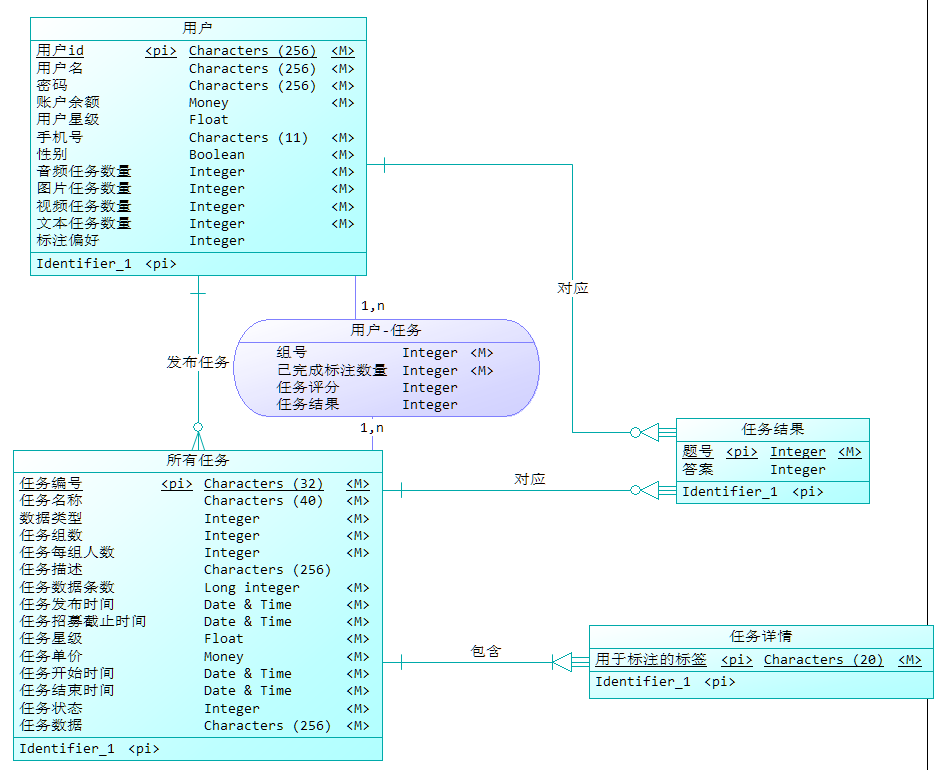 用户
用户id <pi> Characters (256) <M>
用户名 Characters (256) <M>
密码 Characters (256) <M>
账户余额 Money <M>
用户星级 Float
手机号 Characters (11) <M>
性别 Boolean <M>
音频任务数量 Integer <M>
图片任务数量 Integer <M>
视频任务数量 Integer <M>
文本任务数量 Integer <M>
标注偏好 Integer
Identifier_1 <pi>
对应
1,n
用户-任务
组号 Integer <M>
已完成标注数量 Integer <M>
任务评分 Integer
任务结果 Integer
发布任务
1,n
任务结果
题号 <pi> Integer <M>
答案 Integer
Identifier_1 <pi>
所有任务
任务编号 <pi> Characters (32) <M>
任务名称 Characters (40) <M>
数据类型 Integer <M>
任务组数 Integer <M>
任务每组人数 Integer <M>
任务描述 Characters (256)
任务数据条数 Long integer <M>
任务发布时间 Date & Time <M>
任务招募截止时间 Date & Time <M>
任务星级 Float <M>
任务单价 Money <M>
任务开始时间 Date & Time <M>
任务结束时间 Date & Time <M>
任务状态 Integer <M>
任务数据 Characters (256) <M>
Identifier_1 <pi>
对应
包含
任务详情
用于标注的标签 <pi> Characters (20) <M>
Identifier_1 <pi>